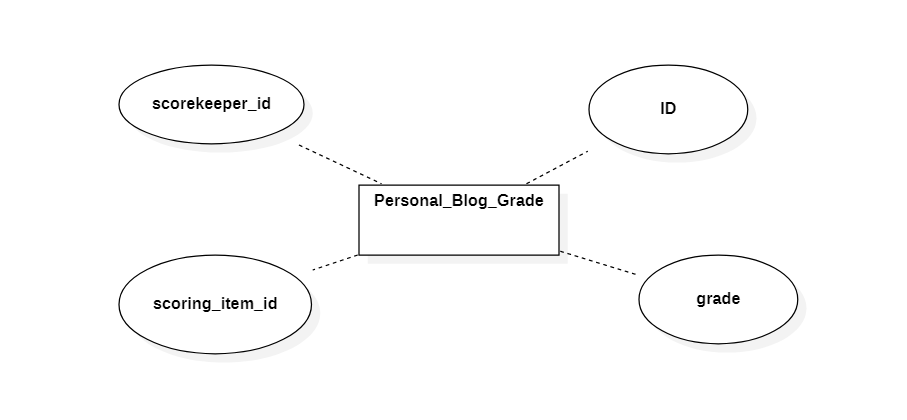 scorekeeper_id
ID
Personal_Blog_Grade
scoring_item_id
grade